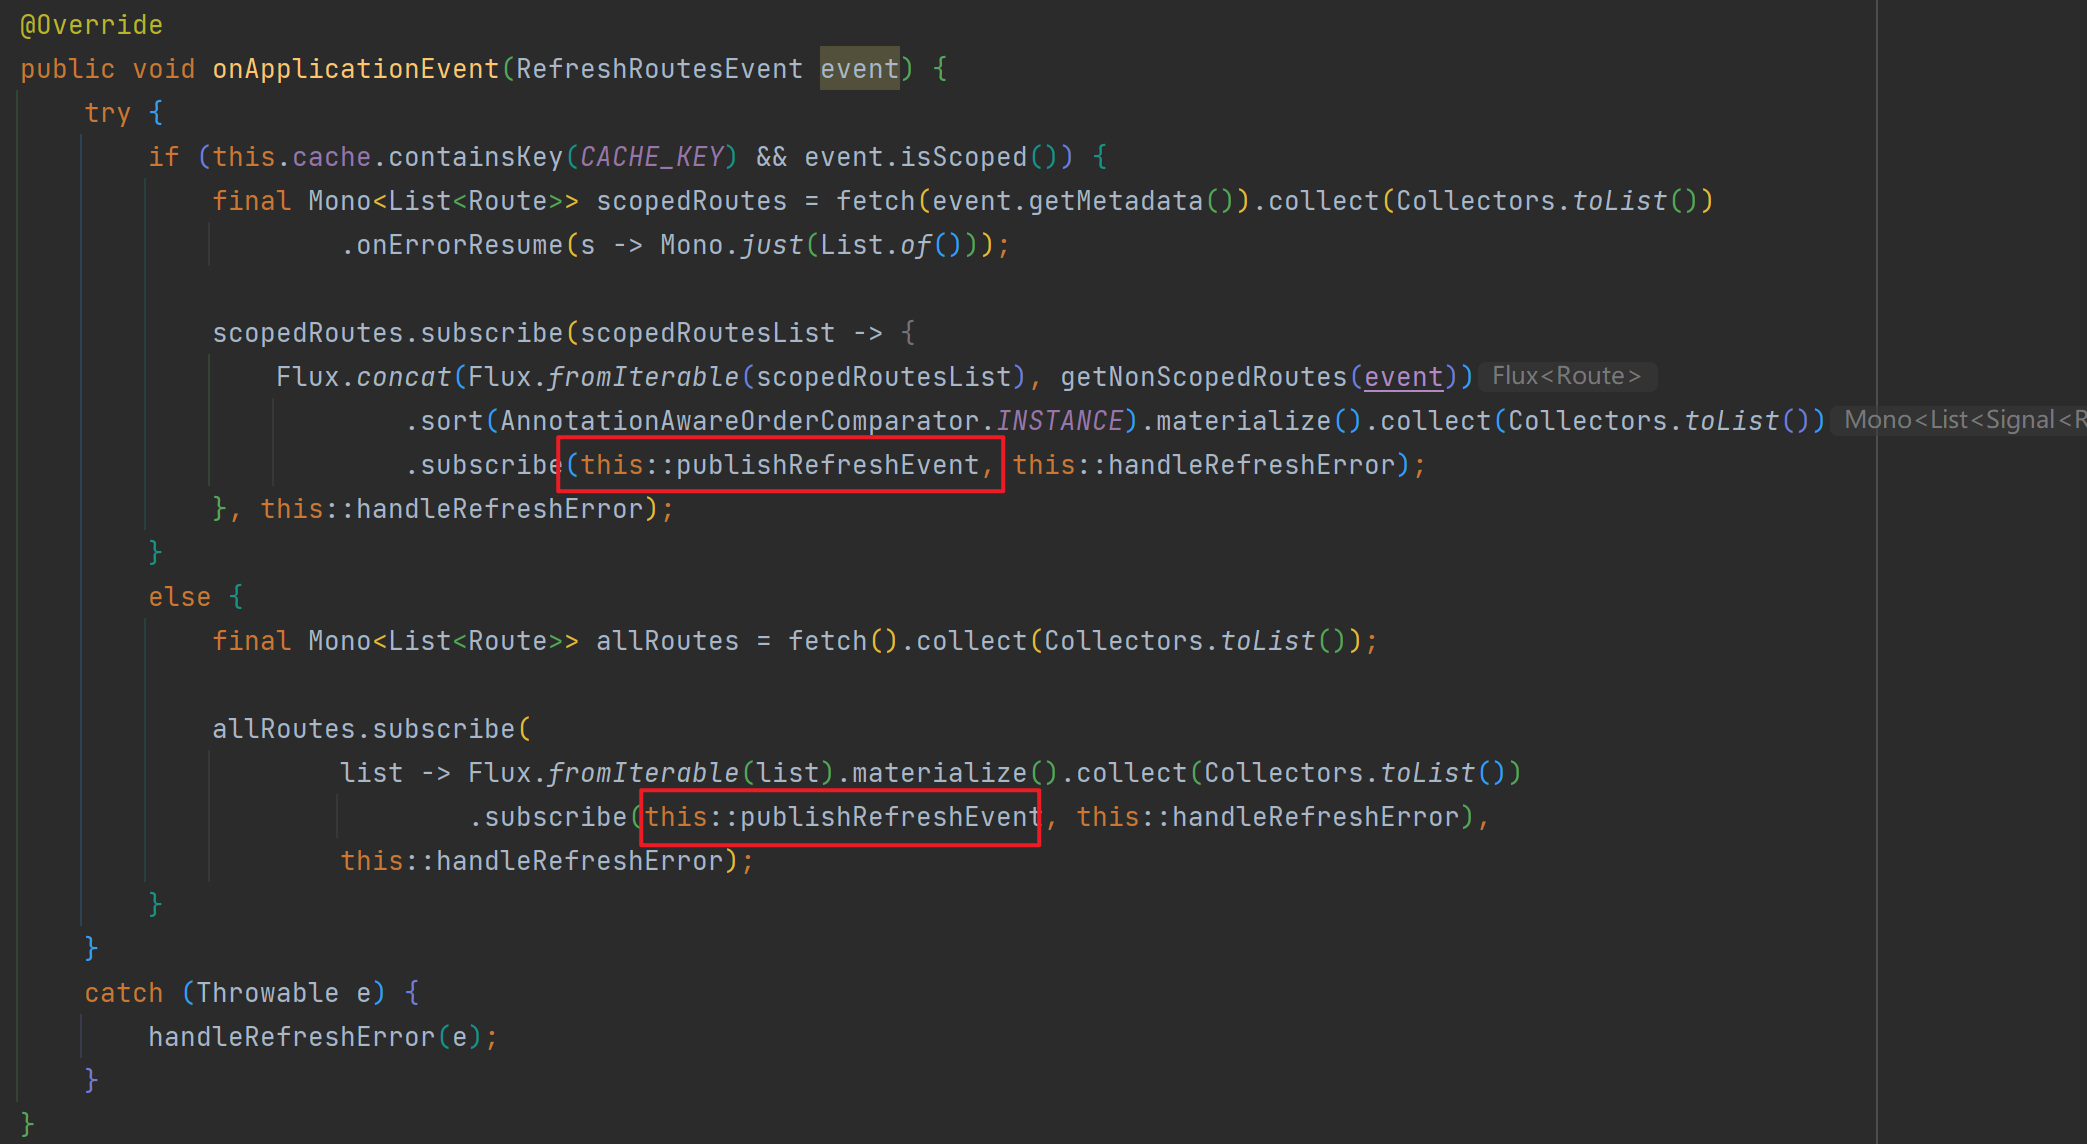 @Override
public void onApplicationEvent(RefreshRoutesEvent event) {
try {
if (this.cache.containsKey(CACHE_KEY) && event.isScoped()) {
final Mono<List<Route>> scopedRoutes = fetch(event.getMetadata()).collect(Collectors.toList())
.onErrorResume(s -> Mono.just(List.of()));
scopedRoutes.subscribe(scopedRoutesList -> {
Flux.concat(Flux.fromIterable(scopedRoutesList), getNonScopedRoutes(event)) Flux<Route>
.sort(AnnotationAwareOrderComparator.INSTANCE).materialize().collect(Collectors.toList()) Mono<List<Signal<R
.subscribe(this::publishRefreshEvent, this::handleRefreshError);
}, this::handleRefreshError);
}
else {
final Mono<List<Route>> allRoutes = fetch().collect(Collectors.toList());
allRoutes.subscribe(
list -> Flux.fromIterable(list).materialize().collect(Collectors.toList())
.subscribe(this::publishRefreshEvent, this::handleRefreshError),
this::handleRefreshError);
}
}
catch (Throwable e) {
handleRefreshError(e);
}
}